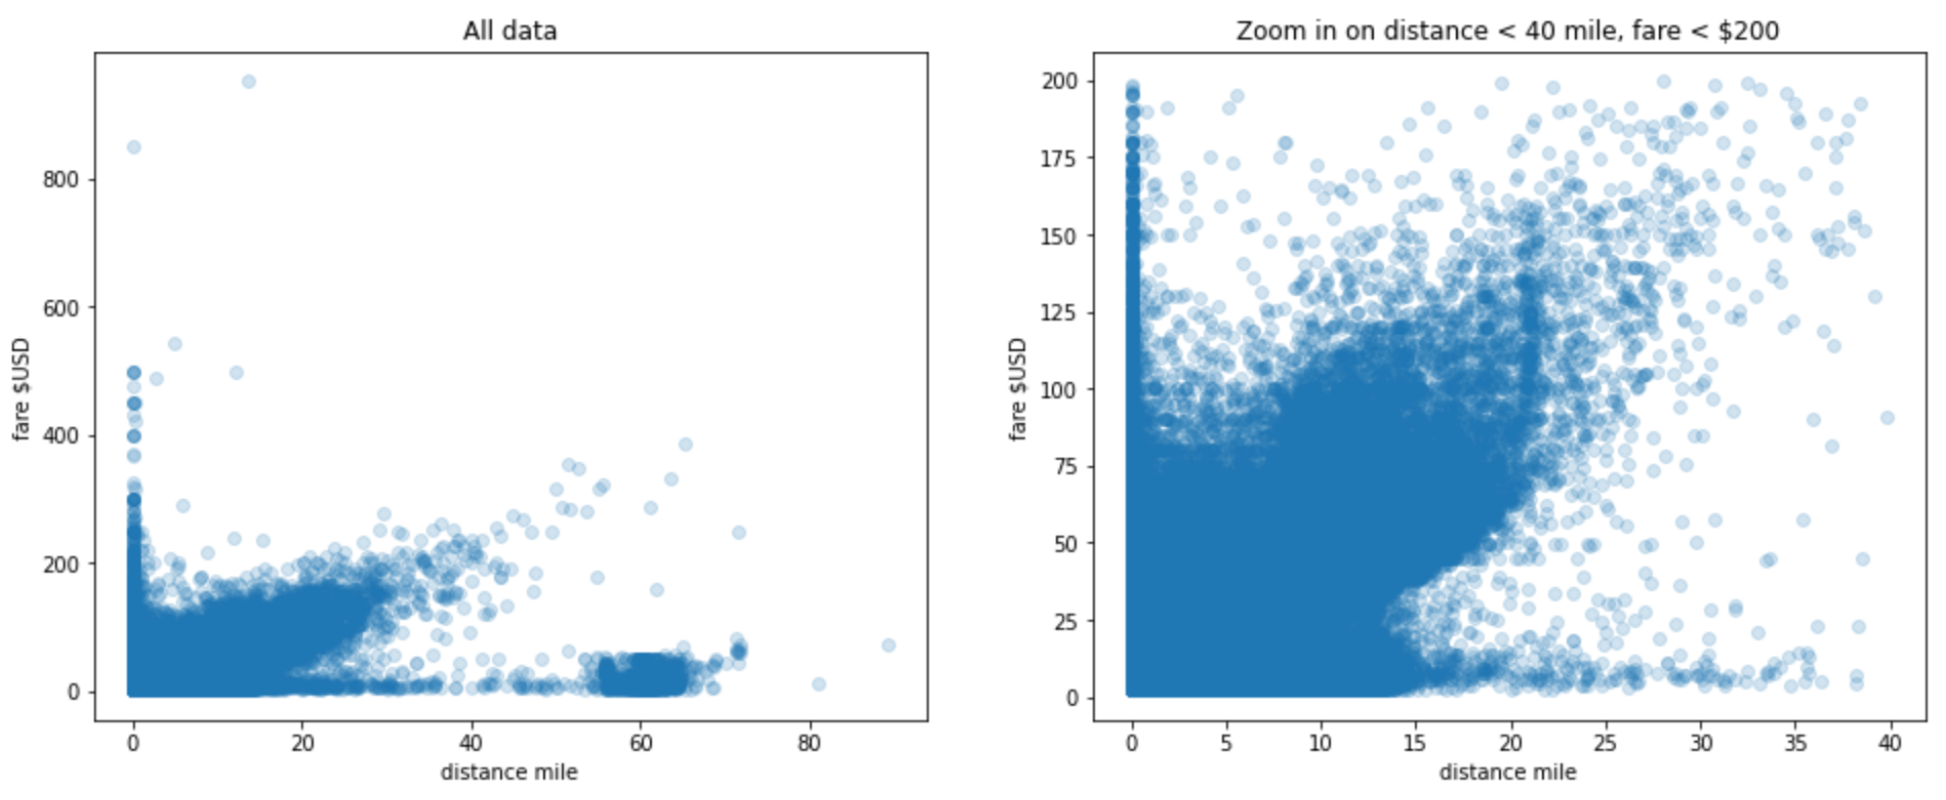 All data
fare $USD
800
600
400
200
0
0 20 40 60 80
distance mile
Zoom in on distance < 40 mile, fare < $200
fare $USD
200
175
150
125
100
75
50
25
0
0 5 10 15 20 25 30 35 40
distance mile